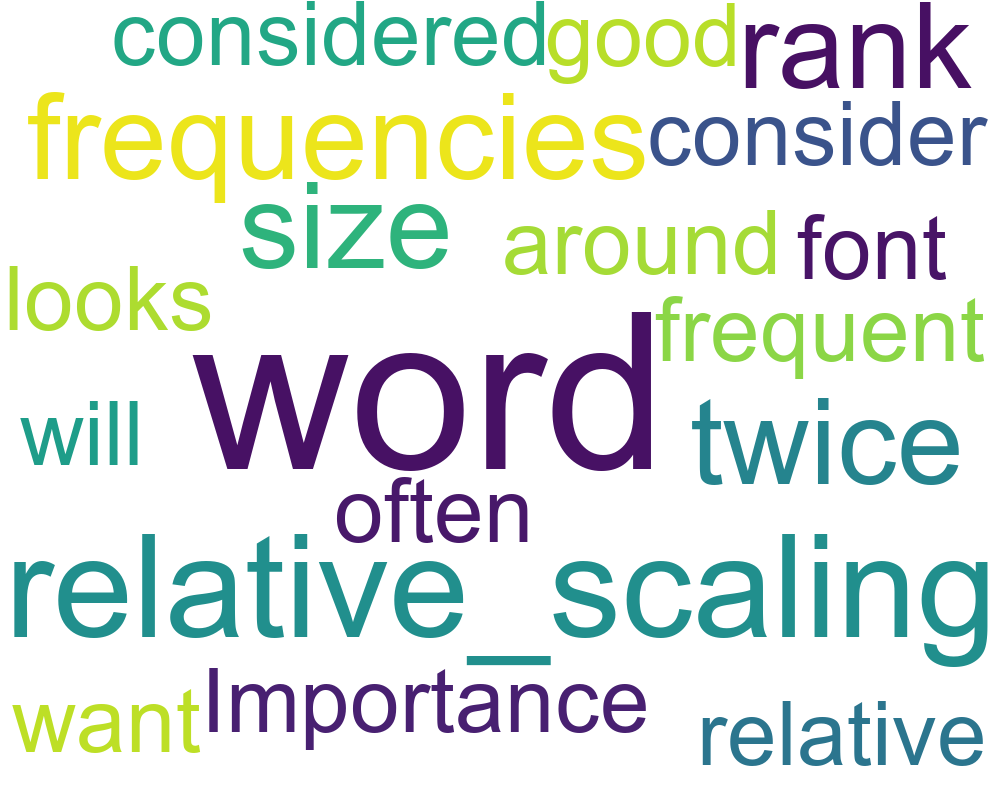 considered good rank
frequencies consider
size around font
looks frequent
word
will twice
often
relative_scaling
want Importance relative